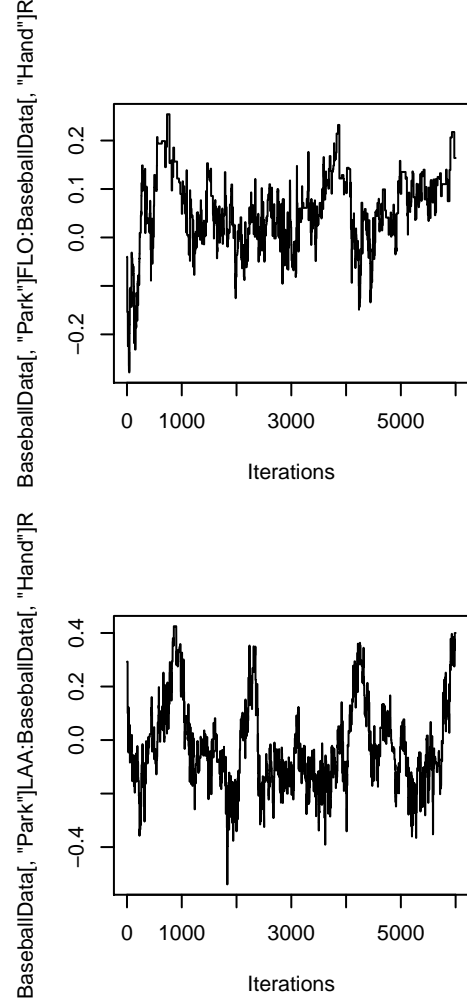 BaseballData[, "Park"]FLO:BaseballData[, "Hand"]R
0.2
0.1
0.0
−0.2
0 1000 3000 5000
Iterations
BaseballData[, "Park"]LAA:BaseballData[, "Hand"]R
0.4
0.2
0.0
−0.4
0 1000 3000 5000
Iterations